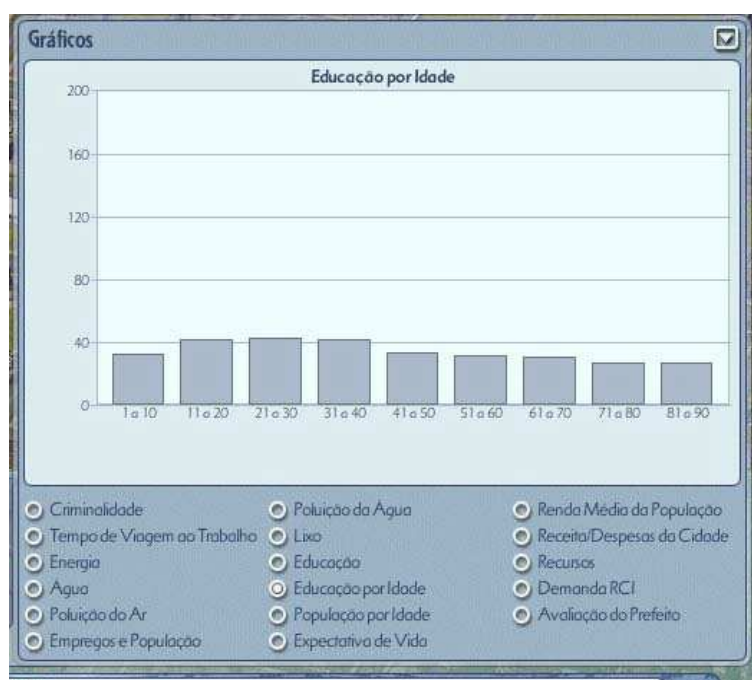 Gráficos
Educação por Idade
200
160
120
80
40
0
1 a 10 11 a 20 21 a 30 31 a 40 41 a 50 51 a 60 61 a 70 71 a 80 81 a 90
Criminalidade
Tempo de Viagem ao Trabalho
Energia
Agua
Poluição do Ar
Empregos e População
Poluição da Água
Lixo
Educação
Educação por Idade
População por Idade
Expectativa de Vida
Renda Média da População
Receita/Despesas da Cidade
Recursos
Demanda RCI
Avaliação do Prefeito